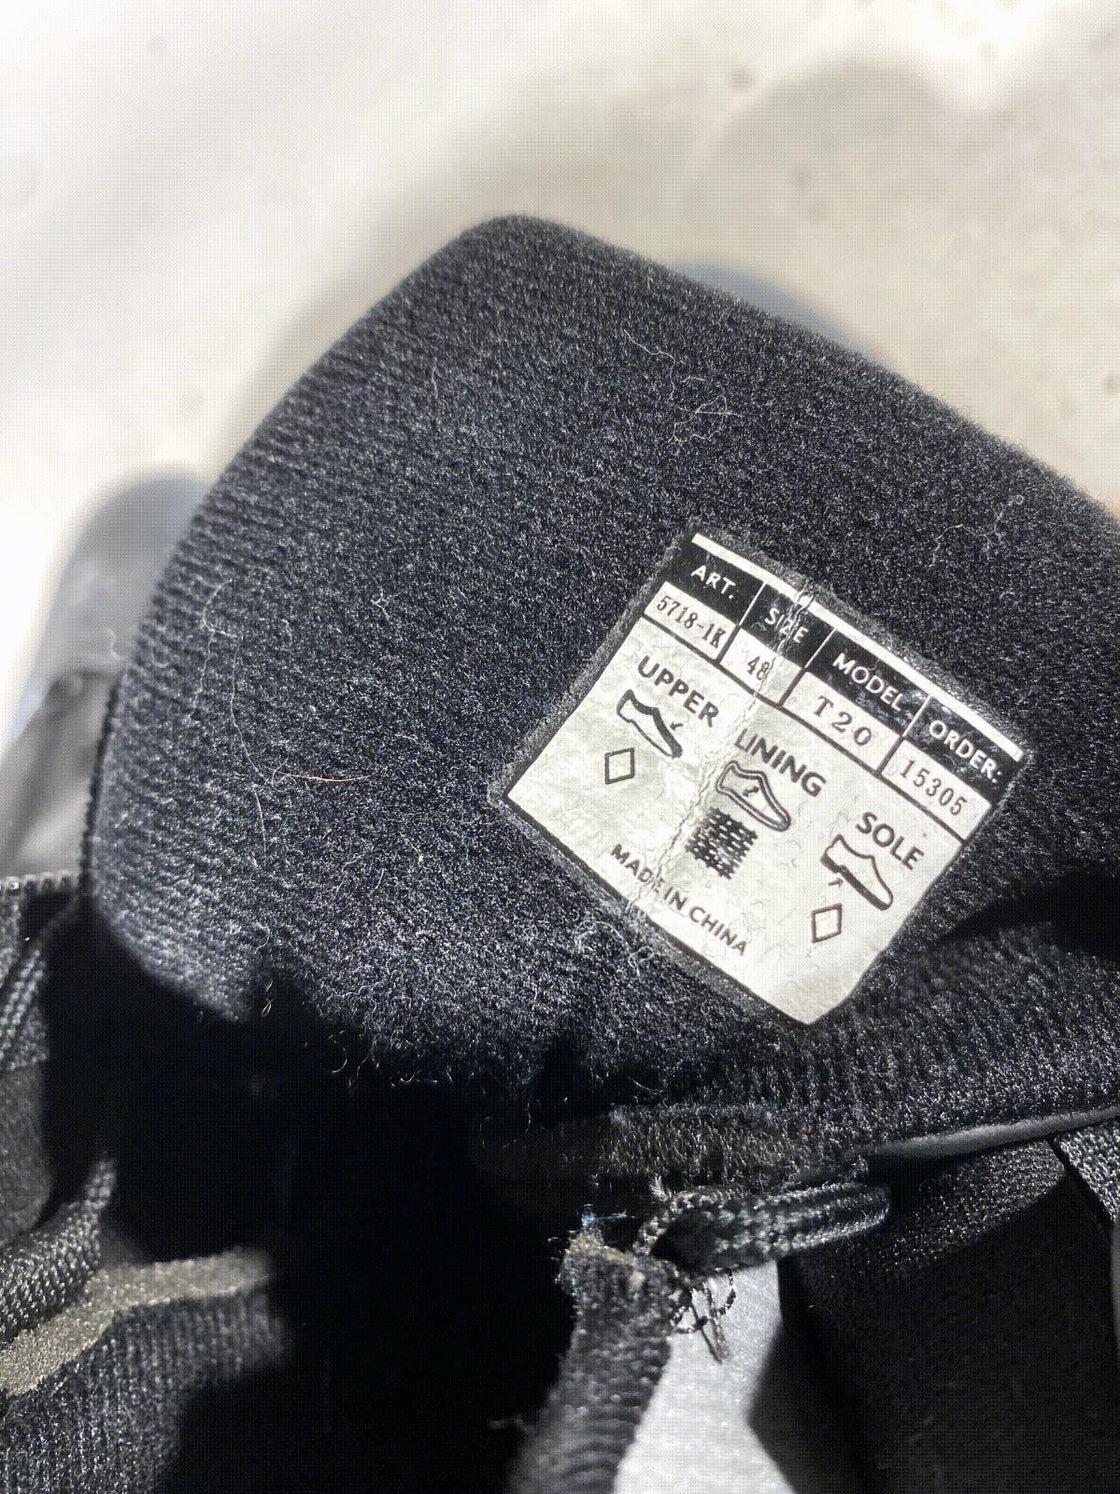 ART. SIZE MODEL ORDER:
5718-1K 48 T20 15305
UPPER LINING SOLE
MADE IN CHINA